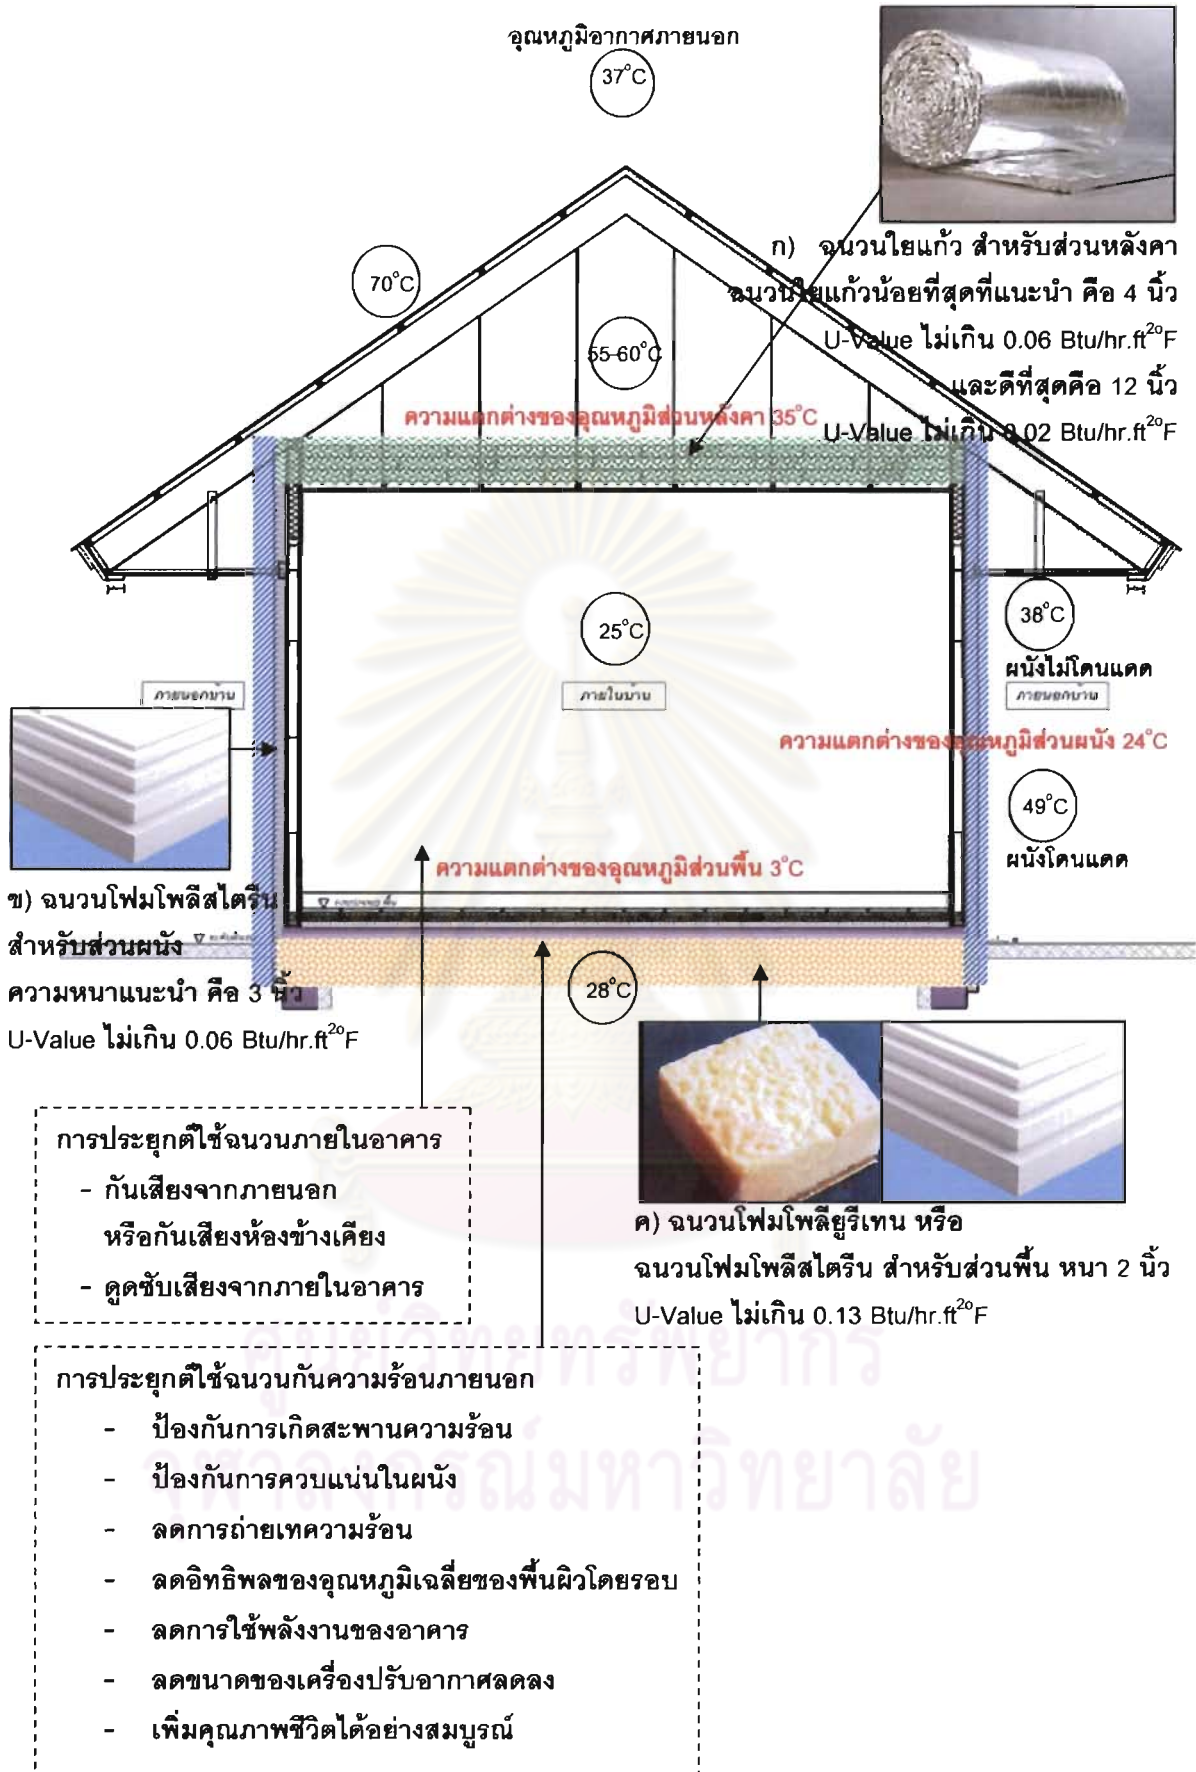 อุณหภูมิอากาศภายนอก
37°C
70°C
55-60°C
ก) ฉนวนใยแก้ว สำหรับส่วนหลังคา
ฉนวนใยแก้วน้อยที่สุดที่แนะนำ คือ 4 นิ้ว
U-Value ไม่เกิน 0.06 Btu/hr.ft²°F
และดีที่สุดคือ 12 นิ้ว
U-Value ไม่เกิน 0.02 Btu/hr.ft²°F
ความแตกต่างของอุณหภูมิส่วนหลังคา 35°C
25°C
38°C
ผนังไม่โดนแดด
ภายนอกบ้าน
ภายในบ้าน
ภายนอกบ้าน
ความแตกต่างของอุณหภูมิส่วนผนัง 24°C
49°C
ผนังโดนแดด
ความแตกต่างของอุณหภูมิส่วนพื้น 3°C
ข) ฉนวนโฟมโพลีสไตรีน
สำหรับส่วนผนัง
ความหนาแนะนำ คือ 3 นิ้ว
U-Value ไม่เกิน 0.06 Btu/hr.ft²°F
28°C
การประยุกต์ใช้ฉนวนภายในอาคาร
- กันเสียงจากภายนอก
หรือกันเสียงห้องข้างเคียง
- ดูดซับเสียงจากภายในอาคาร
ค) ฉนวนโฟมโพลียูรีเทน หรือ
ฉนวนโฟมโพลีสไตรีน สำหรับส่วนพื้น หนา 2 นิ้ว
U-Value ไม่เกิน 0.13 Btu/hr.ft²°F
ศูนย์วิทยทรัพยากร
จุฬาลงกรณ์มหาวิทยาลัย
การประยุกต์ใช้ฉนวนกันความร้อนภายนอก
- ป้องกันการเกิดสะพานความร้อน
- ป้องกันการควบแน่นในผนัง
- ลดการถ่ายเทความร้อน
- ลดอิทธิพลของอุณหภูมิเฉลี่ยของพื้นผิวโดยรอบ
- ลดการใช้พลังงานของอาคาร
- ลดขนาดของเครื่องปรับอากาศลดลง
- เพิ่มคุณภาพชีวิตได้อย่างสมบูรณ์